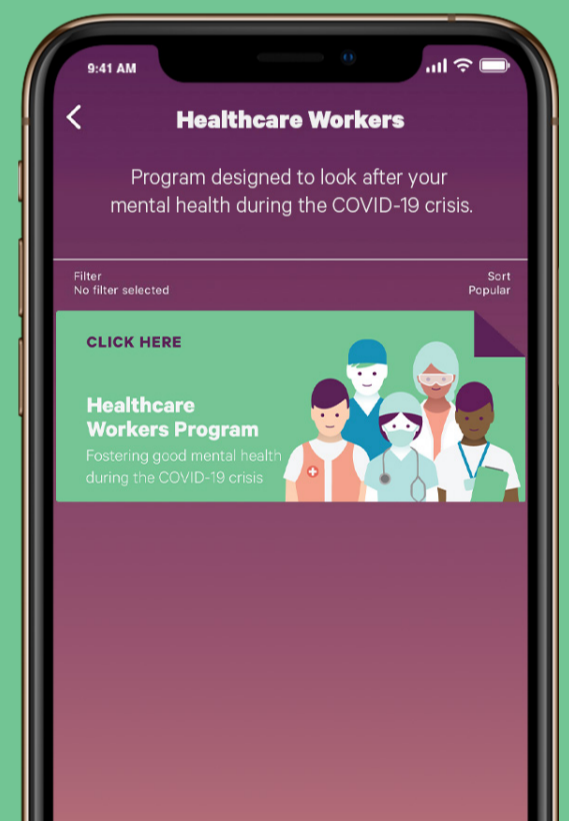 9:41 AM
Healthcare Workers
Program designed to look after your
mental health during the COVID-19 crisis.
Filter
No filter selected
Sort
Popular
CLICK HERE
Healthcare
Workers Program
Fostering good mental health
during the COVID-19 crisis